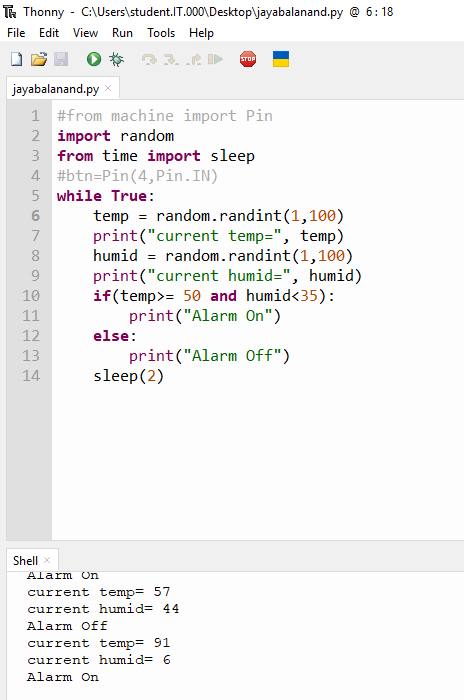 Thonny - C:\Users\student.IT.000\Desktop\jayabalanand.py @ 6:18
File Edit View Run Tools Help
STOP
jayabalanand.py ×
1 #from machine import Pin
2 import random
3 from time import sleep
4 #btn=Pin(4,Pin.IN)
5 while True:
6     temp = random.randint(1,100)
7     print("current temp=", temp)
8     humid = random.randint(1,100)
9     print("current humid=", humid)
10     if(temp>= 50 and humid<35):
11         print("Alarm On")
12     else:
13         print("Alarm Off")
14     sleep(2)
Shell ×
Alarm On
current temp= 57
current humid= 44
Alarm Off
current temp= 91
current humid= 6
Alarm On